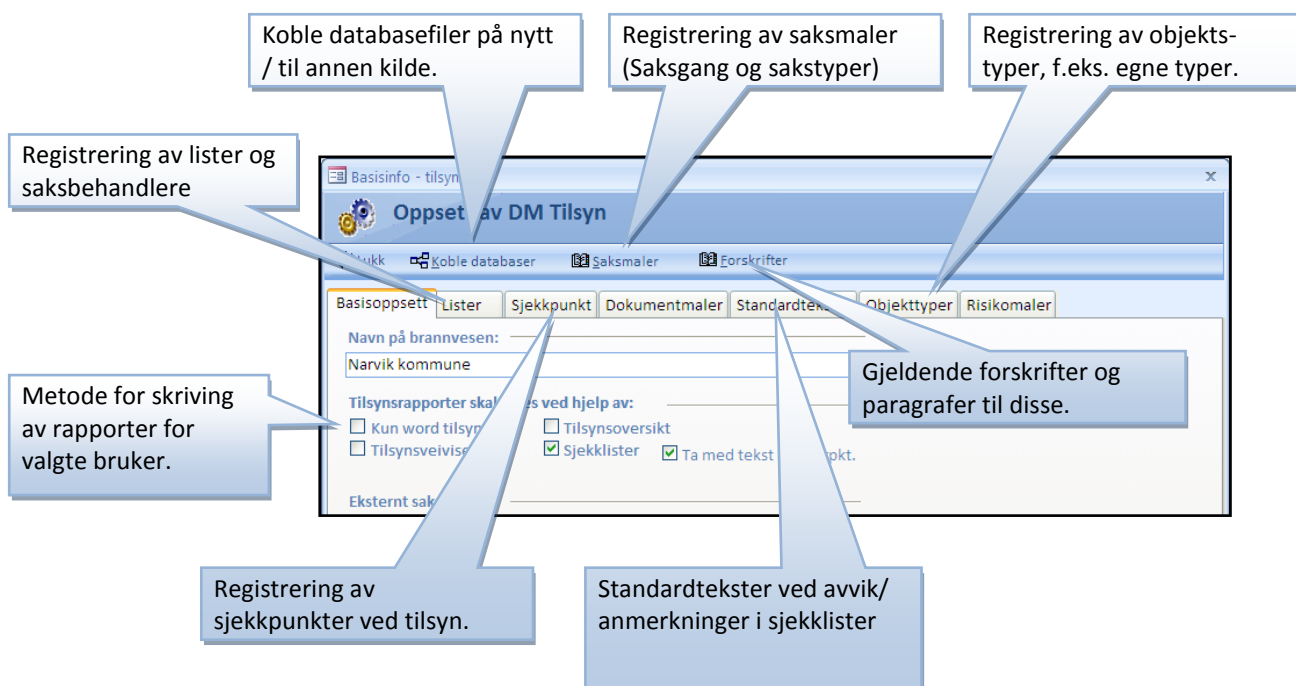 Koble databasefiler på nytt
/ til annen kilde.
Registrering av saksmaler
(Saksgang og sakstyper)
Registrering av objekts-
typer, f.eks. egne typer.
Registrering av lister og
saksbehandlere
Basisinfo - tilsyn
Oppset av DM Tilsyn
Koble databaser
Saksmaler
Forskrifter
Basisoppsett Lister Sjekkpunkt Dokumentmaler Standardtekst Objekttyper Risikomaler
Navn på brannvesen:
Narvik kommune
Gjeldende forskrifter og
paragrafer til disse.
Metode for skriving
av rapporter for
valgte bruker.
Tilsynsrapporter skal ved hjelp av:
Kun word tilsyn Tilsynsoversikt
Tilsynsveivise Sjekklister Ta med tekst pkt.
Eksternt sak
Registrering av
sjekkpunkter ved tilsyn.
Standardtekster ved avvik/
anmerkninger i sjekklister